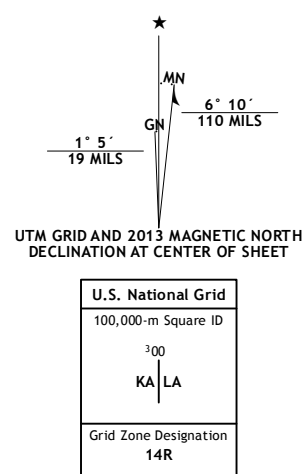 ★
MN
GN
6° 10´
110 MILS
1° 5´
19 MILS
UTM GRID AND 2013 MAGNETIC NORTH
DECLINATION AT CENTER OF SHEET
U.S. National Grid
100,000-m Square ID
³00
KA LA
Grid Zone Designation
14R